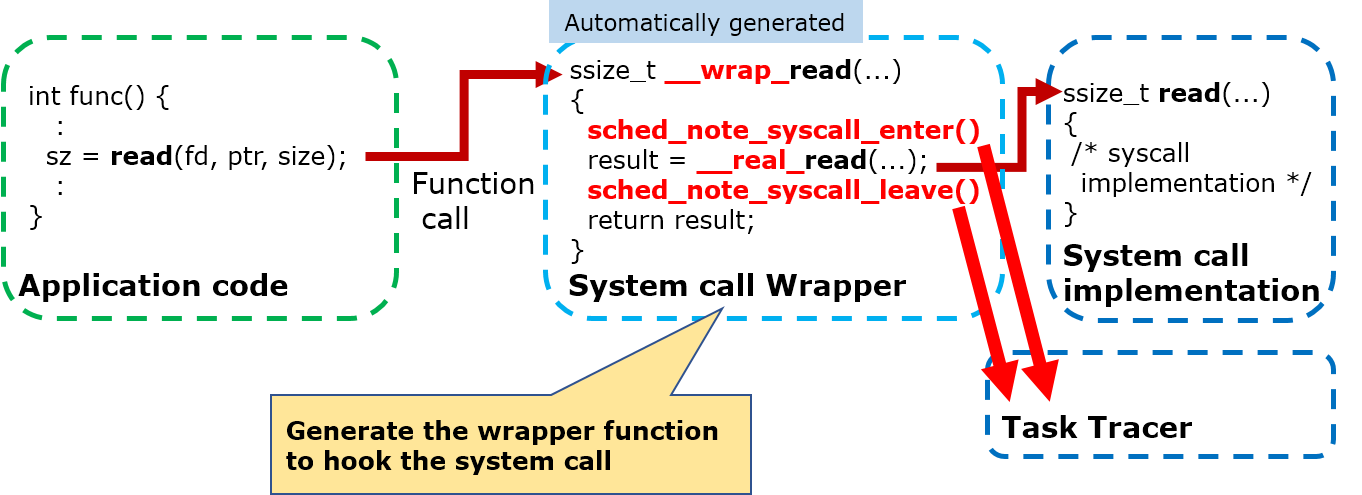 int func() {
:
sz = read(fd, ptr, size);
:
}
Application code
Function
call
Automatically generated
ssize_t __wrap_read(...)
{
sched_note_syscall_enter()
result = __real_read(...);
sched_note_syscall_leave()
return result;
}
System call Wrapper
ssize_t read(...)
{
/* syscall
implementation */
}
System call
implementation
Task Tracer
Generate the wrapper function
to hook the system call